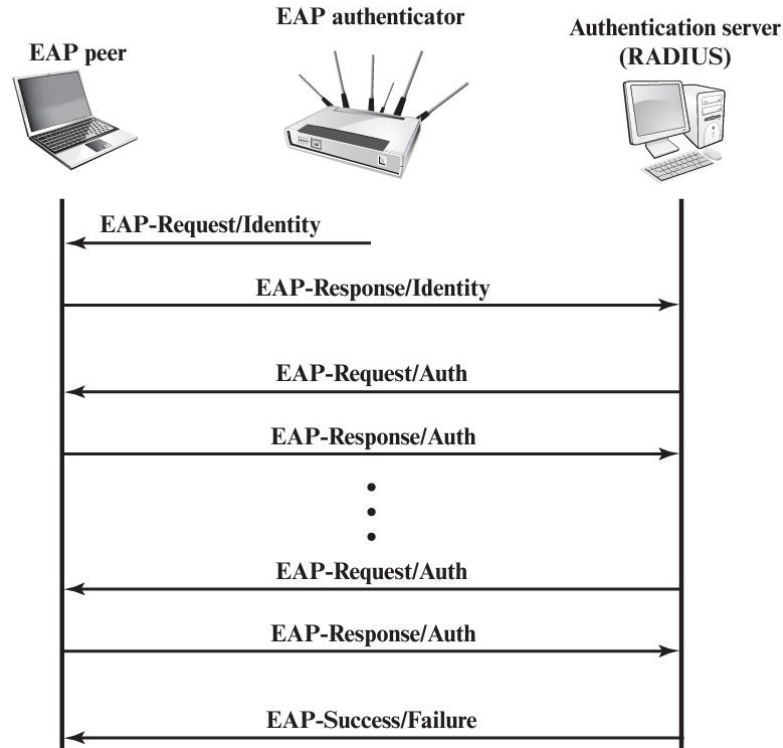 EAP peer
EAP authenticator
Authentication server
(RADIUS)
EAP-Request/Identity
EAP-Response/Identity
EAP-Request/Auth
EAP-Response/Auth
EAP-Request/Auth
EAP-Response/Auth
EAP-Success/Failure